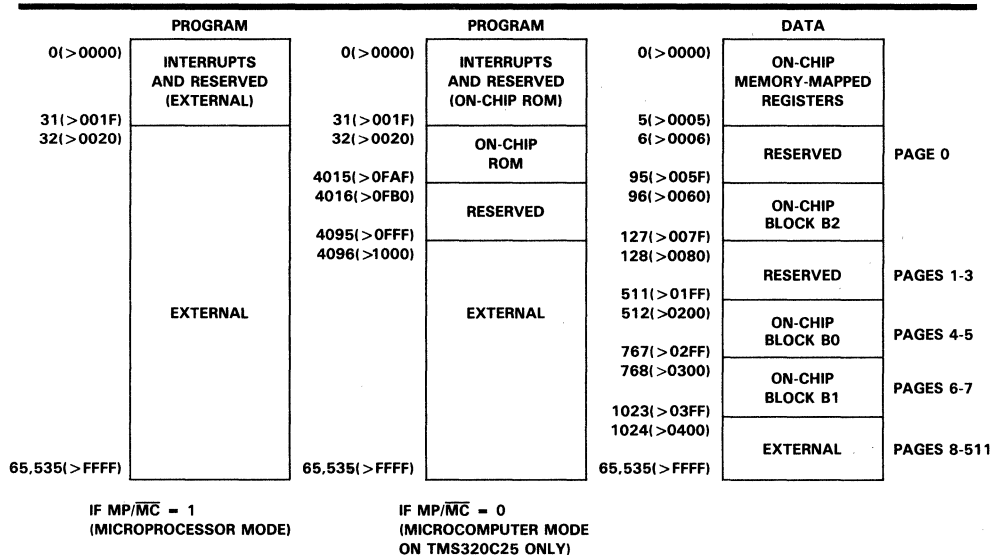 PROGRAM
0(>0000)
INTERRUPTS
AND RESERVED
(EXTERNAL)
31(>001F)
32(>0020)
EXTERNAL
65,535(>FFFF)
IF MP/M̅C̅ = 1
(MICROPROCESSOR MODE)
PROGRAM
0(>0000)
INTERRUPTS
AND RESERVED
(ON-CHIP ROM)
31(>001F)
32(>0020)
ON-CHIP
ROM
4015(>0FAF)
4016(>0FB0)
RESERVED
4095(>0FFF)
4096(>1000)
EXTERNAL
65,535(>FFFF)
IF MP/M̅C̅ = 0
(MICROCOMPUTER MODE
ON TMS320C25 ONLY)
DATA
0(>0000)
ON-CHIP
MEMORY-MAPPED
REGISTERS
5(>0005)
6(>0006)
RESERVED
PAGE 0
95(>005F)
96(>0060)
ON-CHIP
BLOCK B2
127(>007F)
128(>0080)
RESERVED
PAGES 1-3
511(>01FF)
512(>0200)
ON-CHIP
BLOCK B0
PAGES 4-5
767(>02FF)
768(>0300)
ON-CHIP
BLOCK B1
PAGES 6-7
1023(>03FF)
1024(>0400)
EXTERNAL
PAGES 8-511
65,535(>FFFF)